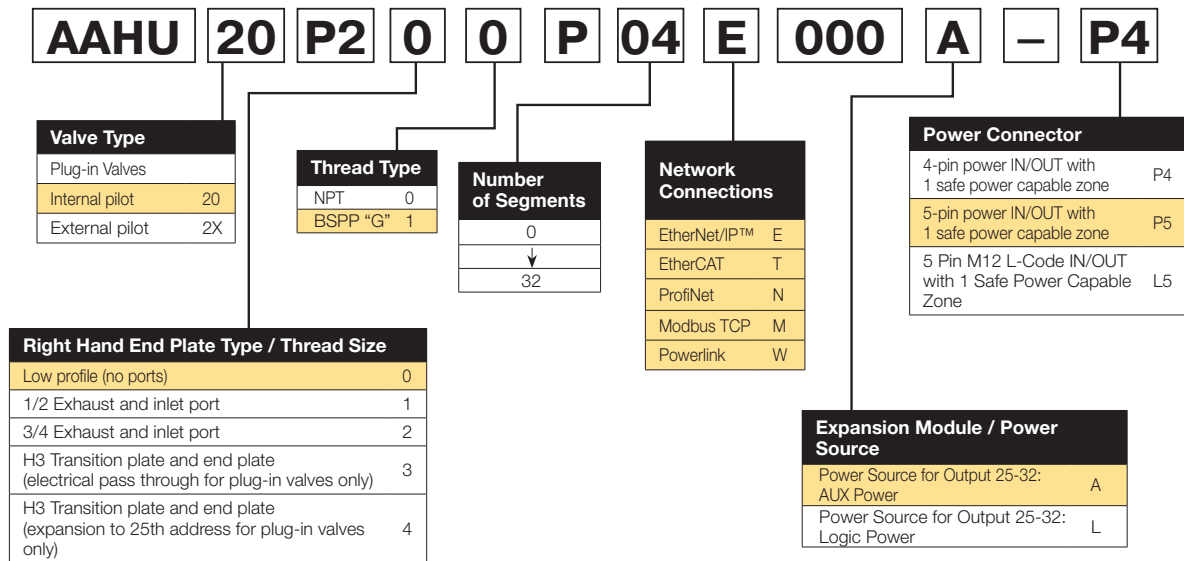 AAHU 20 P2 0 0 P 04 E 000 A – P4
Valve Type
Plug-in Valves
Internal pilot 20
External pilot 2X
Thread Type
NPT 0
BSPP “G” 1
Number
of Segments
0
32
Network
Connections
EtherNet/IP™ E
EtherCAT T
ProfiNet N
Modbus TCP M
Powerlink W
Power Connector
4-pin power IN/OUT with
1 safe power capable zone P4
5-pin power IN/OUT with
1 safe power capable zone P5
5 Pin M12 L-Code IN/OUT
with 1 Safe Power Capable L5
Zone
Right Hand End Plate Type / Thread Size
Low profile (no ports) 0
1/2 Exhaust and inlet port 1
3/4 Exhaust and inlet port 2
H3 Transition plate and end plate
(electrical pass through for plug-in valves only) 3
H3 Transition plate and end plate
(expansion to 25th address for plug-in valves 4
only)
Expansion Module / Power
Source
Power Source for Output 25-32:
AUX Power A
Power Source for Output 25-32:
Logic Power L